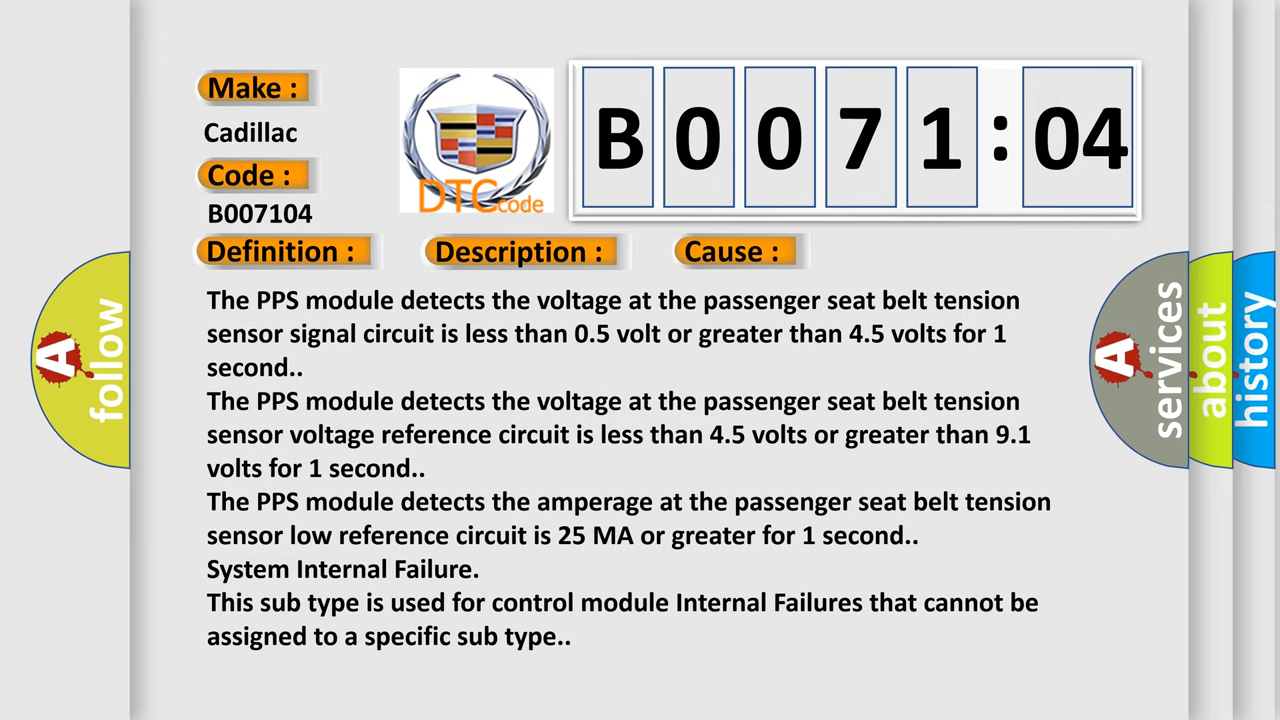 Make :
Cadillac
Code :
B007104
DTCcode
B0071:04
Definition :
Description :
Cause :
The PPS module detects the voltage at the passenger seat belt tension
sensor signal circuit is less than 0.5 volt or greater than 4.5 volts for 1
second..
The PPS module detects the voltage at the passenger seat belt tension
sensor voltage reference circuit is less than 4.5 volts or greater than 9.1
volts for 1 second..
The PPS module detects the amperage at the passenger seat belt tension
sensor low reference circuit is 25 MA or greater for 1 second..
System Internal Failure.
This sub type is used for control module Internal Failures that cannot be
assigned to a specific sub type..
A follow
A services
about
history